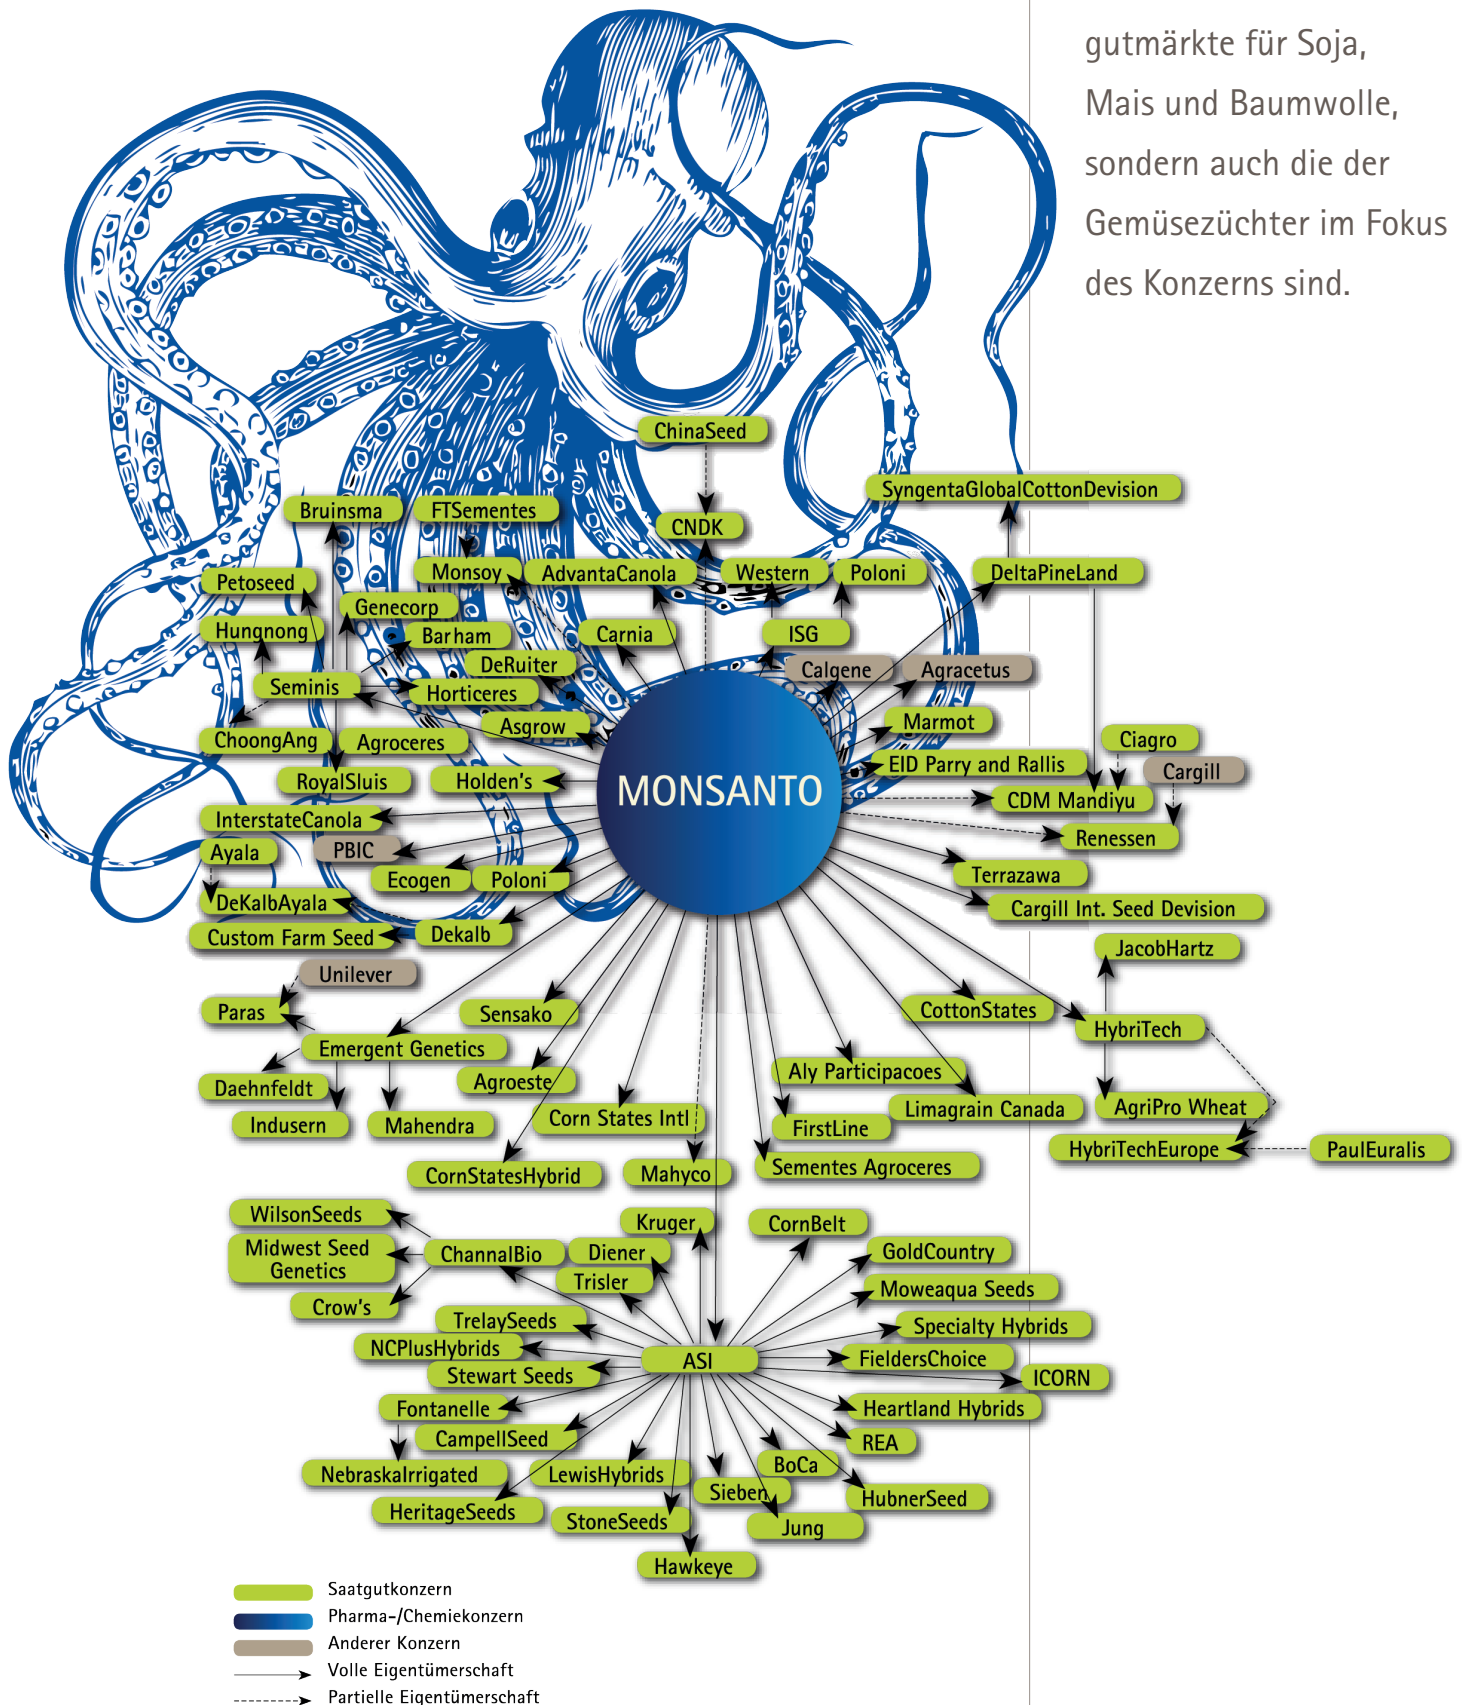 gutmärkte für Soja,
Mais und Baumwolle,
sondern auch die der
Gemüsezüchter im Fokus
des Konzerns sind.
ChinaSeed
SyngentaGlobalCottonDevision
Bruinsma
FTSementes
CNDK
Petoseed
Monsoy
AdvantaCanola
Western
Poloni
DeltaPineLand
Genecorp
Hungnong
Barham
Carnia
ISG
DeRuiter
Calgene
Agracetus
Seminis
Horticeres
Asgrow
Marmot
ChoongAng
Agroceres
Ciagro
EID Parry and Rallis
Cargill
RoyalSluis
Holden's
MONSANTO
CDM Mandiyu
InterstateCanola
Renessen
Ayala
PBIC
Ecogen
Poloni
Terrazawa
DeKalbAyala
Cargill Int. Seed Devision
Custom Farm Seed
Dekalb
JacobHartz
Unilever
Paras
Sensako
CottonStates
HybriTech
Emergent Genetics
Aly Participacoes
Daehnfeldt
Agroeste
Limagrain Canada
AgriPro Wheat
Indusern
Mahendra
Corn States Intl
FirstLine
HybriTechEurope
PaulEuralis
CornStatesHybrid
Mahyco
Sementes Agroceres
WilsonSeeds
Kruger
CornBelt
Midwest Seed
Genetics
ChannalBio
Diener
GoldCountry
Trisler
Moweaqua Seeds
Crow's
TrelaySeeds
Specialty Hybrids
NCPlusHybrids
ASI
FieldersChoice
Stewart Seeds
ICORN
Fontanelle
Heartland Hybrids
CampellSeed
REA
NebraskaIrrigated
LewisHybrids
BoCa
Sieben
HubnerSeed
HeritageSeeds
StoneSeeds
Jung
Hawkeye
Saatgutkonzern
Pharma-/Chemiekonzern
Anderer Konzern
Volle Eigentümerschaft
Partielle Eigentümerschaft